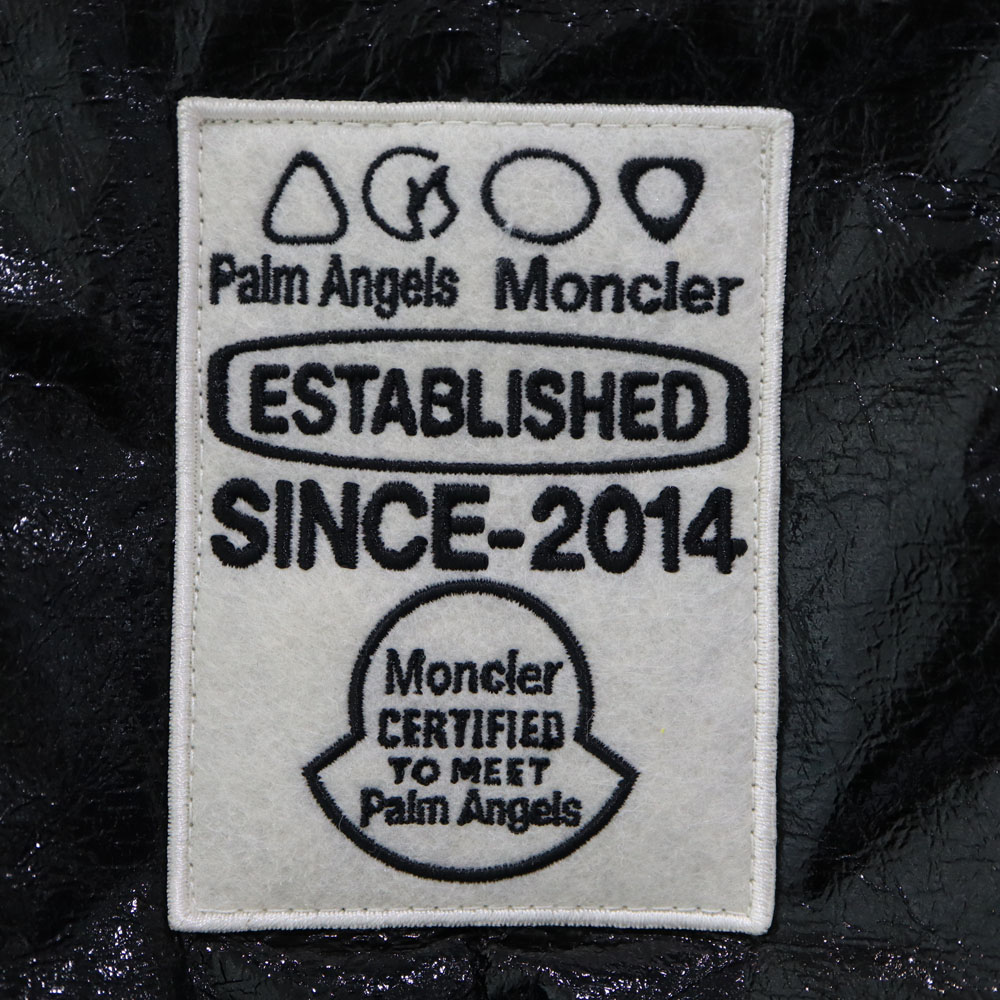 Palm Angels Moncler
ESTABLISHED
SINCE-2014
Moncler
CERTIFIED
TO MEET
Palm Angels